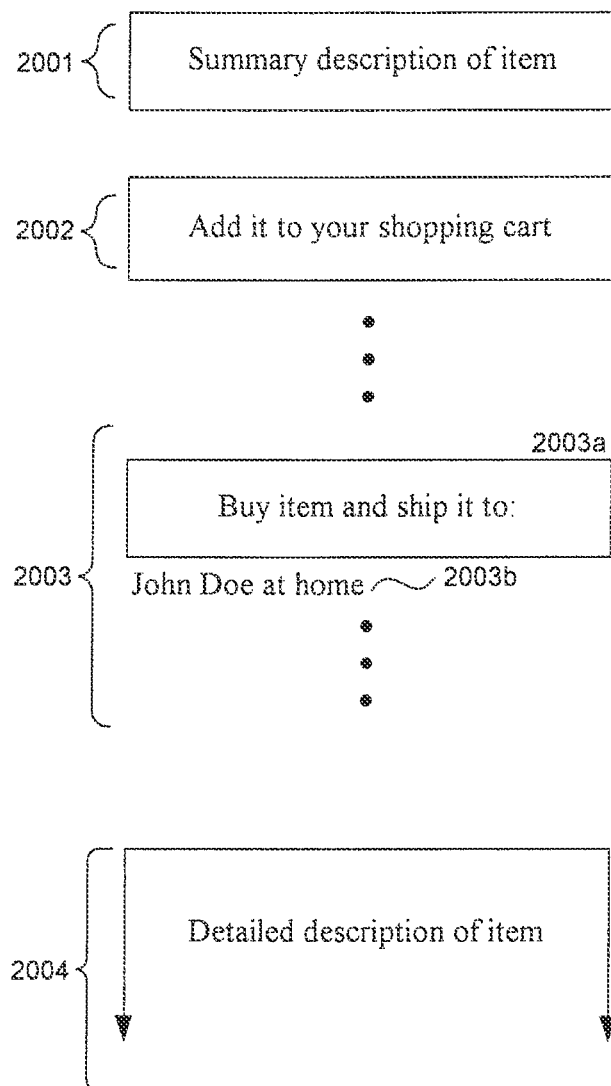 2001 Summary description of item
2002 Add it to your shopping cart
2003a
Buy item and ship it to:
2003
John Doe at home 2003b
2004 Detailed description of item